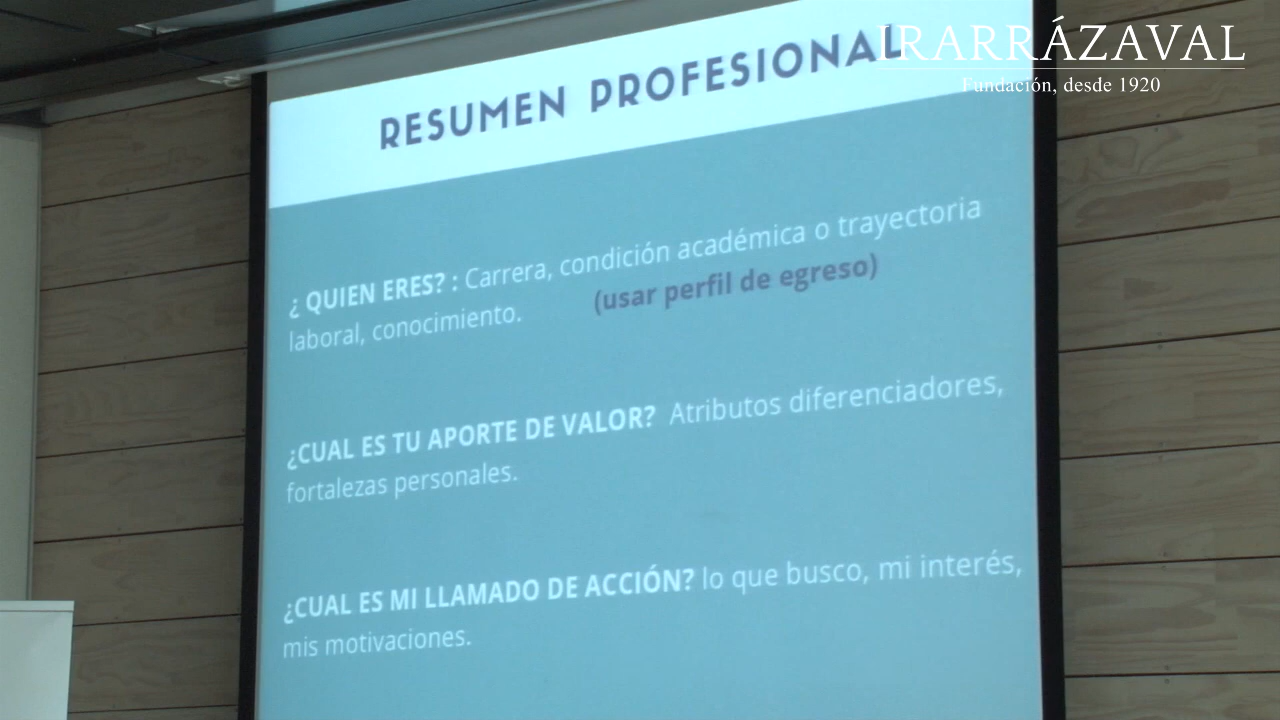 IRARRÁZAVAL
Fundación, desde 1920
RESUMEN PROFESIONAL
¿ QUIEN ERES? : Carrera, condición académica o trayectoria
laboral, conocimiento. (usar perfil de egreso)
¿CUAL ES TU APORTE DE VALOR? Atributos diferenciadores,
fortalezas personales.
¿CUAL ES MI LLAMADO DE ACCIÓN? lo que busco, mi interés,
mis motivaciones.